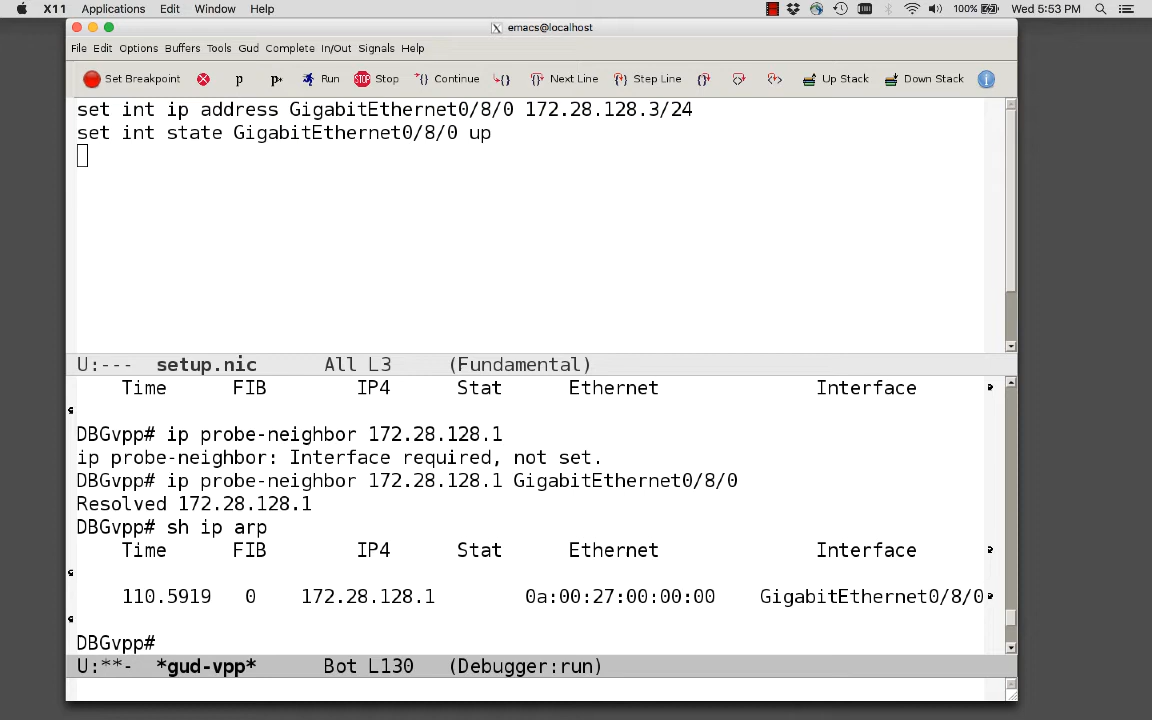 X11 Applications Edit Window Help 100% Wed 5:53 PM
emacs@localhost
File Edit Options Buffers Tools Gud Complete In/Out Signals Help
Set Breakpoint p p* Run STOP Stop Continue Next Line Step Line Up Stack Down Stack
set int ip address GigabitEthernet0/8/0 172.28.128.3/24
set int state GigabitEthernet0/8/0 up
U:--- setup.nic All L3 (Fundamental)
Time FIB IP4 Stat Ethernet Interface
DBGvpp# ip probe-neighbor 172.28.128.1
ip probe-neighbor: Interface required, not set.
DBGvpp# ip probe-neighbor 172.28.128.1 GigabitEthernet0/8/0
Resolved 172.28.128.1
DBGvpp# sh ip arp
Time FIB IP4 Stat Ethernet Interface
110.5919 0 172.28.128.1 0a:00:27:00:00:00 GigabitEthernet0/8/0
DBGvpp#
U:**- *gud-vpp* Bot L130 (Debugger:run)